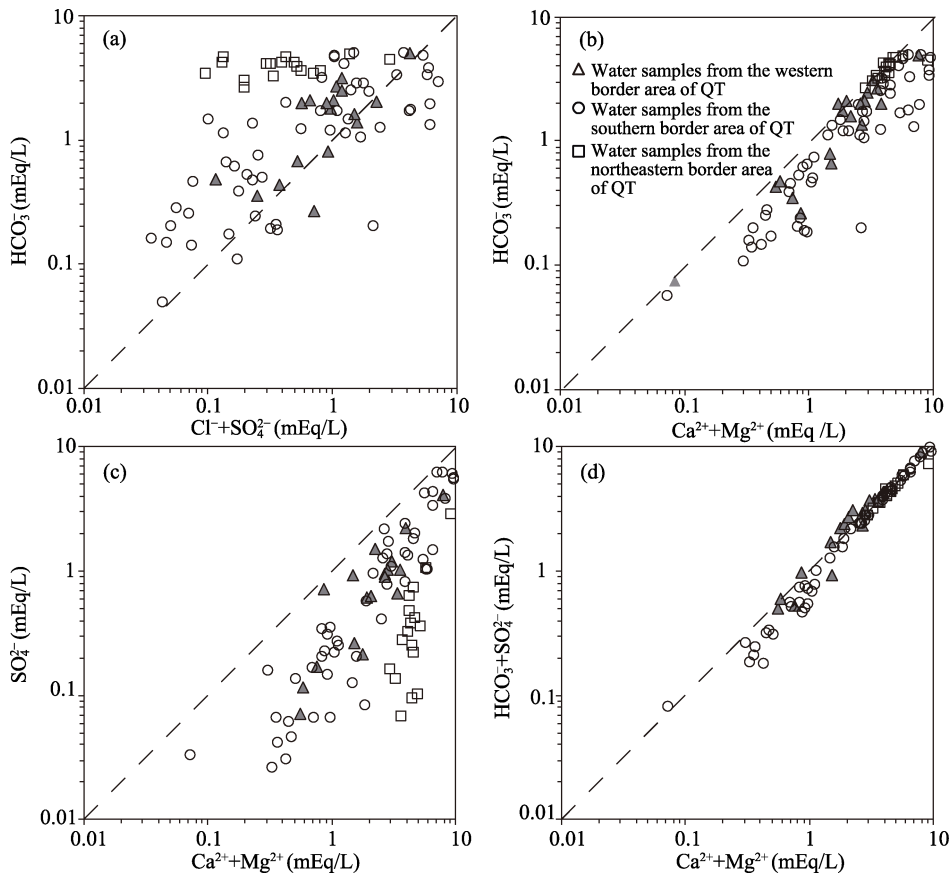 (a)
10
1
0.1
0.01
HCO₃⁻ (mEq/L)
0.01 0.1 1 10
Cl⁻+SO₄²⁻ (mEq/L)
(b)
Water samples from the western
border area of QT
Water samples from the
southern border area of QT
Water samples from the
northeastern border area
of QT
10
1
0.1
0.01
HCO₃⁻ (mEq/L)
0.01 0.1 1 10
Ca²⁺+Mg²⁺ (mEq /L)
(c)
10
1
0.1
0.01
SO₄²⁻ (mEq/L)
0.01 0.1 1 10
Ca²⁺+Mg²⁺ (mEq/L)
(d)
10
1
0.1
0.01
HCO₃⁻+SO₄²⁻ (mEq/L)
0.01 0.1 1 10
Ca²⁺+Mg²⁺ (mEq/L)